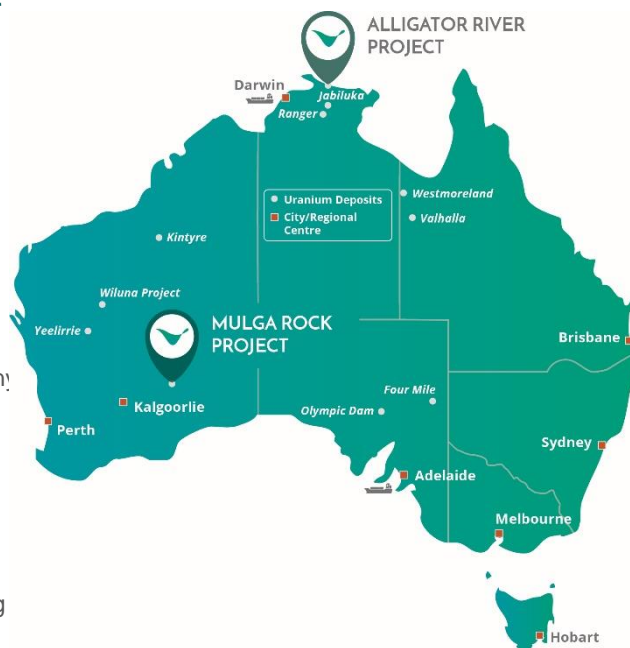 ALLIGATOR RIVER
PROJECT
Darwin
Jabiluka
Ranger
Uranium Deposits
City/Regional
Centre
Westmoreland
Valhalla
Kintyre
Wiluna Project
Yeelirrie
MULGA ROCK
PROJECT
Brisbane
Four Mile
Kalgoorlie
Olympic Dam
Perth
Sydney
Adelaide
Melbourne
Hobart